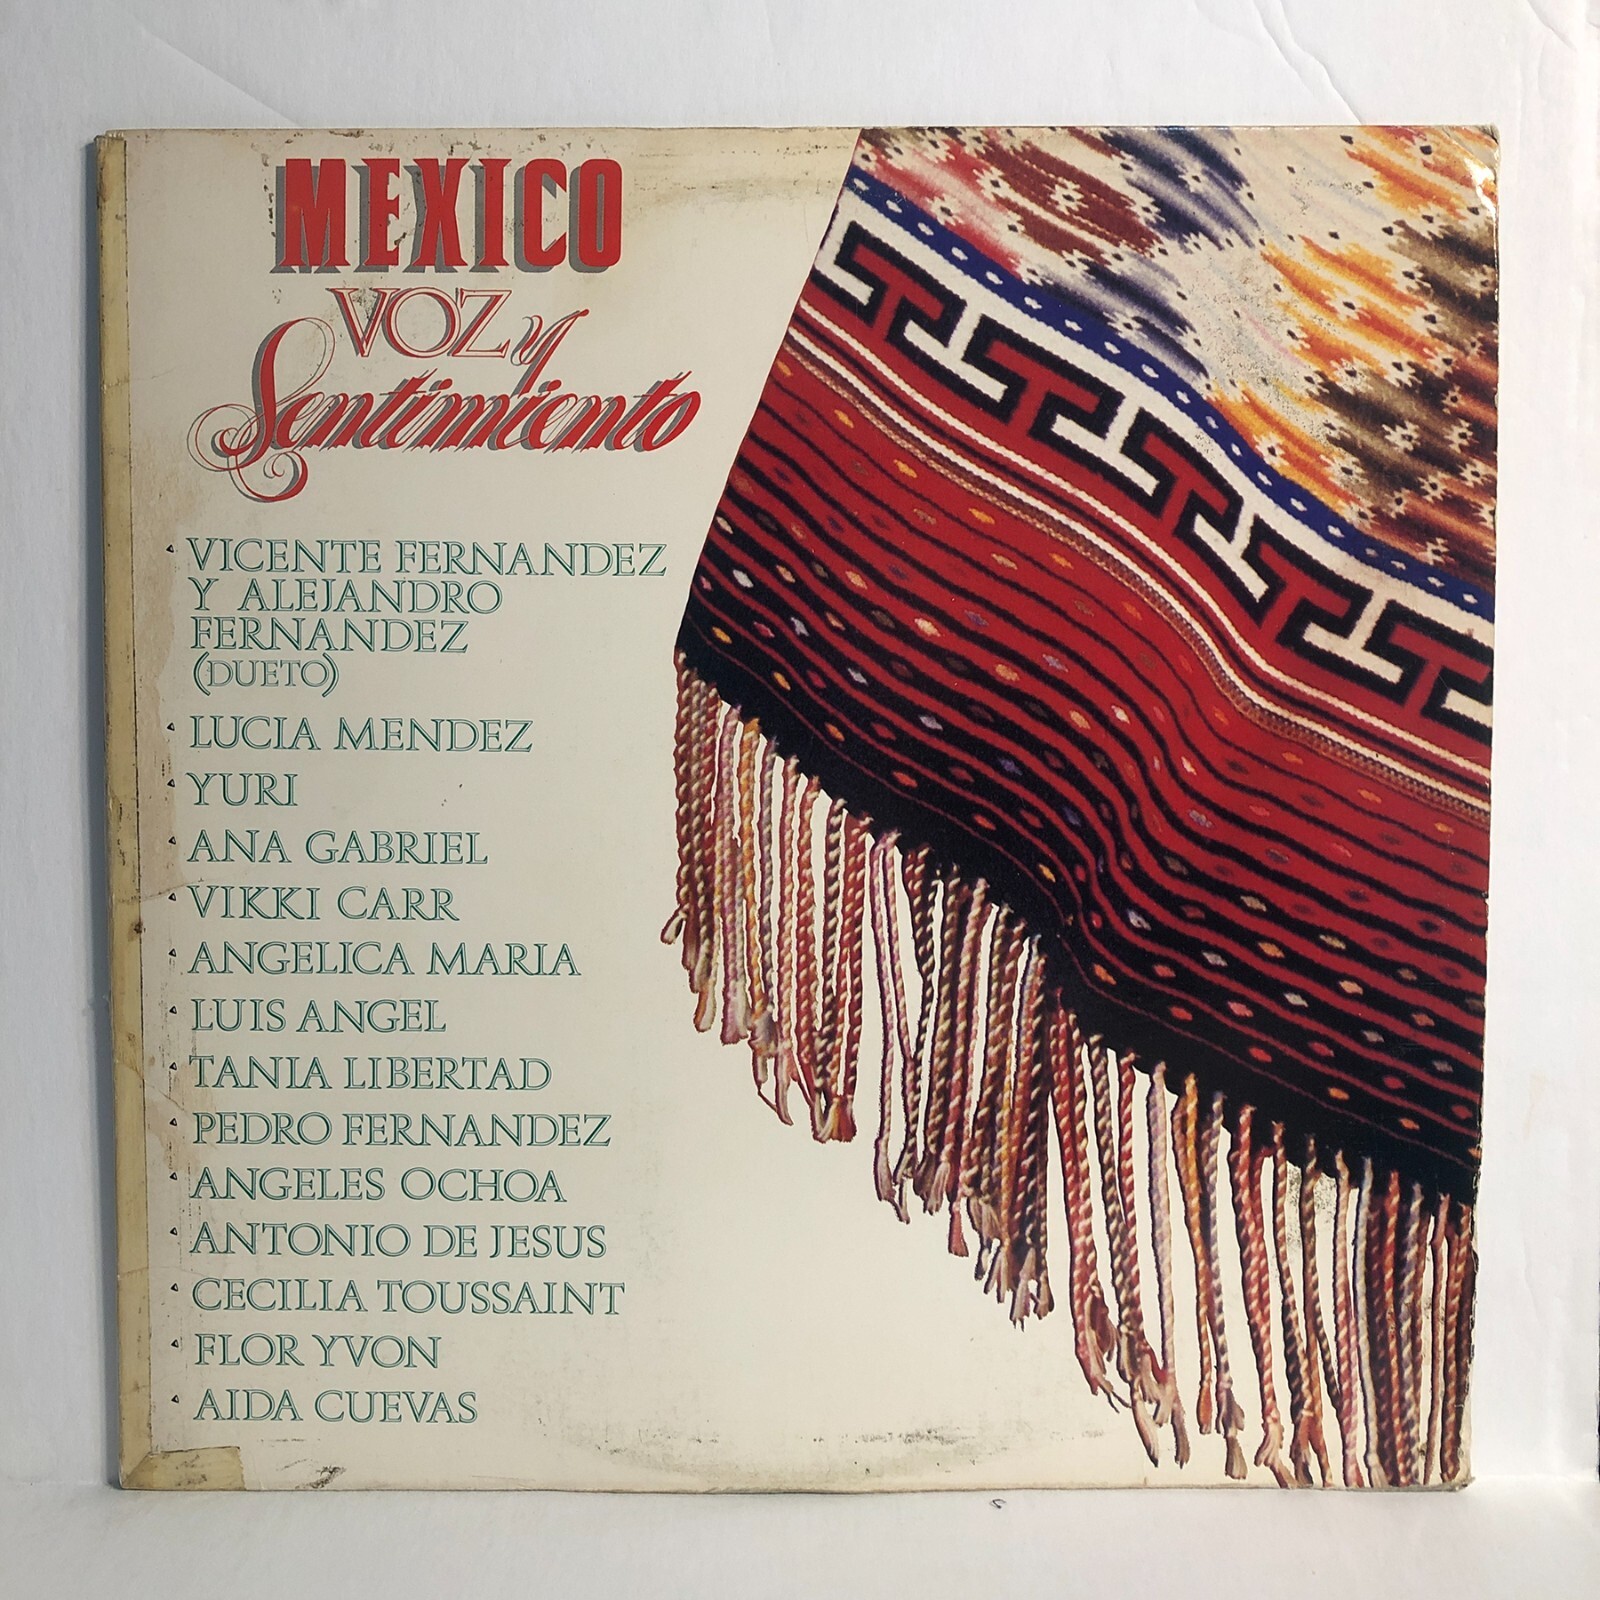 MEXICO
VOZ y
Sentimiento
VICENTE FERNANDEZ
Y ALEJANDRO
FERNANDEZ
(DUETO)
LUCIA MENDEZ
YURI
ANA GABRIEL
VIKKI CARR
ANGELICA MARIA
LUIS ANGEL
TANIA LIBERTAD
PEDRO FERNANDEZ
ANGELES OCHOA
ANTONIO DE JESUS
CECILIA TOUSSAINT
FLOR YVON
AIDA CUEVAS